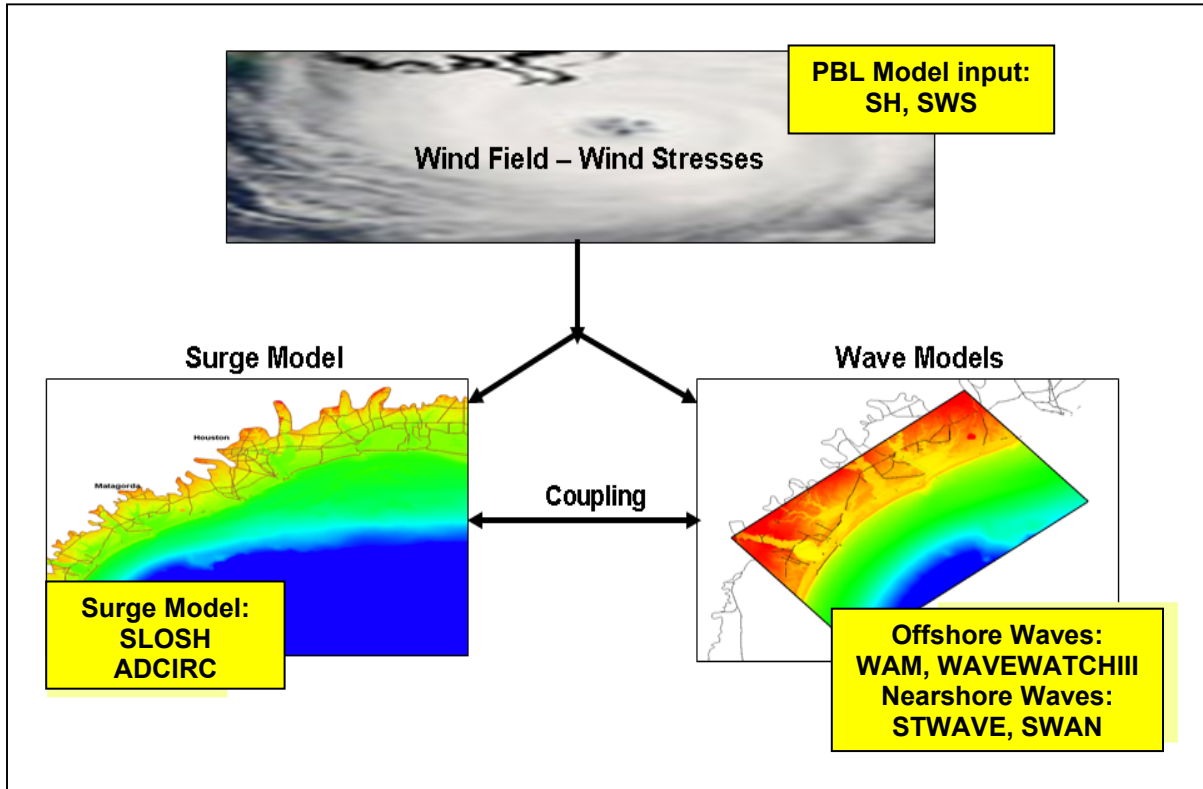 PBL Model input:
SH, SWS
Wind Field – Wind Stresses
Surge Model
Wave Models
Houston
Matagorda
Coupling
Surge Model:
SLOSH
ADCIRC
Offshore Waves:
WAM, WAVEWATCHIII
Nearshore Waves:
STWAVE, SWAN